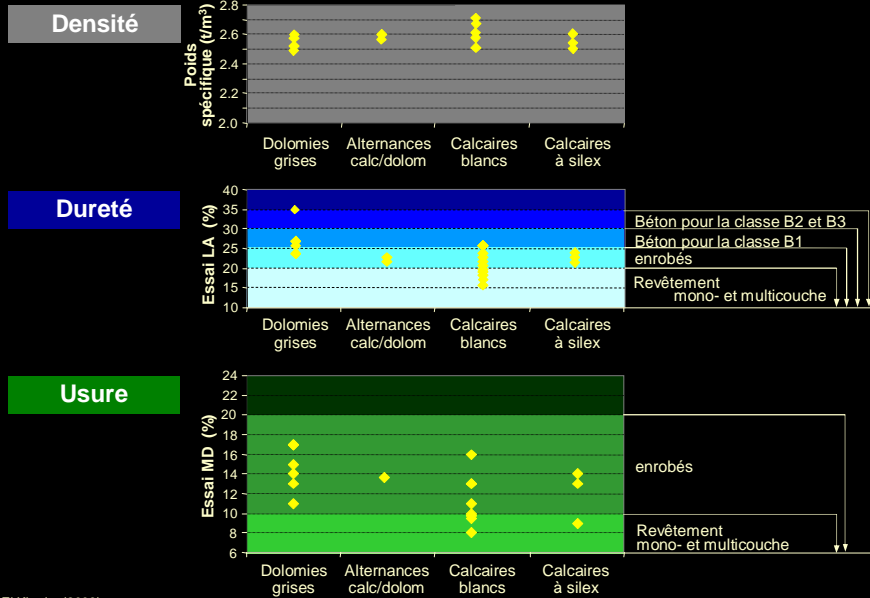 Densité
Poids
spécifique (t/m³)
2.8
2.6
2.4
2.2
2.0
Dolomies
grises
Alternances
calc/dolom
Calcaires
blancs
Calcaires
à silex
Dureté
Essai LA (%)
40
35
30
25
20
15
10
Béton pour la classe B2 et B3
Béton pour la classe B1
enrobés
Revêtement
mono- et multicouche
Dolomies
grises
Alternances
calc/dolom
Calcaires
blancs
Calcaires
à silex
Usure
Essai MD (%)
24
22
20
18
16
14
12
10
8
6
enrobés
Revêtement
mono- et multicouche
Dolomies
grises
Alternances
calc/dolom
Calcaires
blancs
Calcaires
à silex